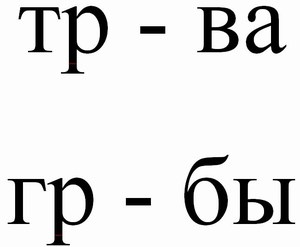 тр - ва
гр - бы